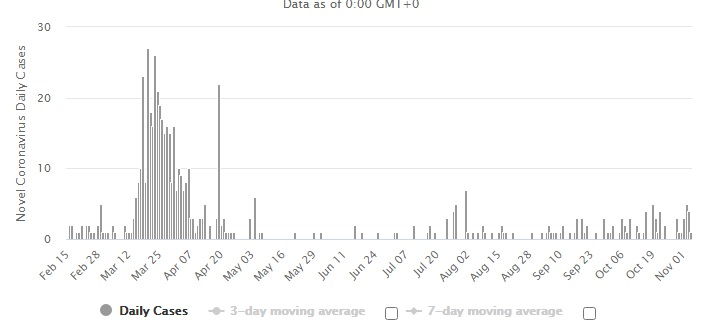 Data as of 0:00 GMT+0
Novel Coronavirus Daily Cases
30
20
10
0
Feb 15
Feb 28
Mar 12
Mar 25
Apr 07
Apr 20
May 03
May 16
May 29
Jun 11
Jun 24
Jul 07
Jul 20
Aug 02
Aug 15
Aug 28
Sep 10
Sep 23
Oct 06
Oct 19
Nov 01
Daily Cases
3-day moving average
7-day moving average